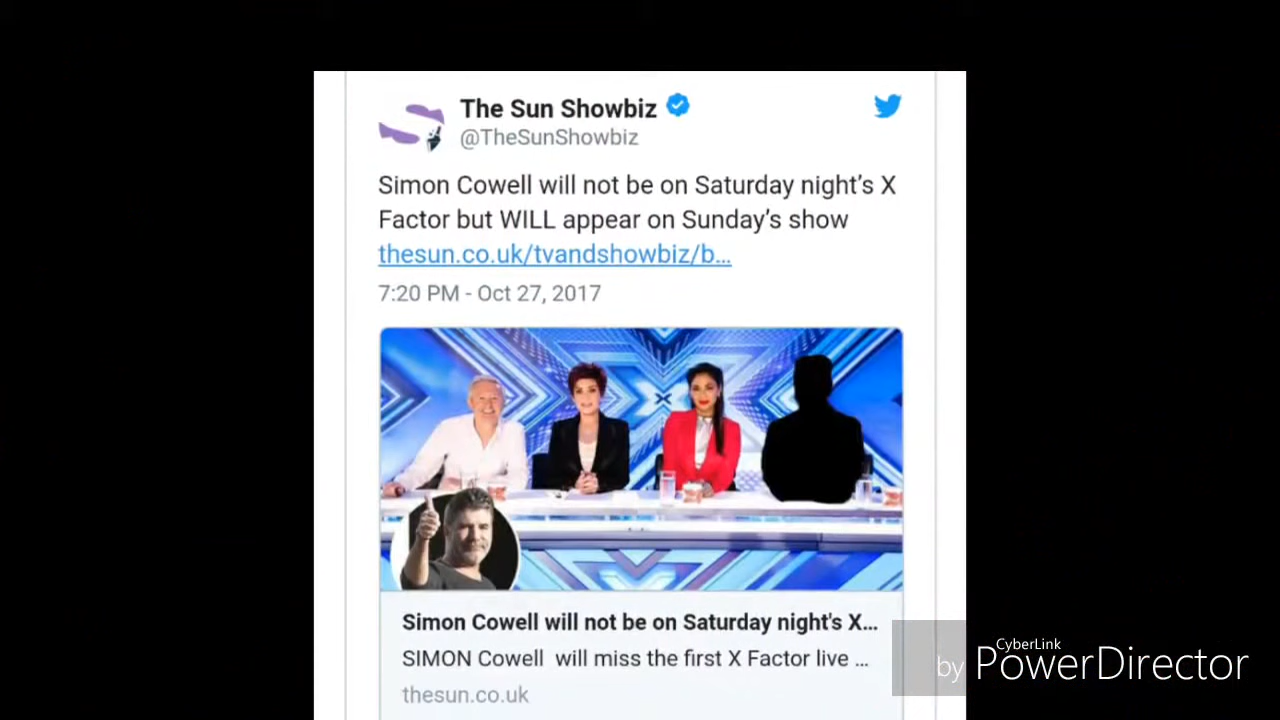 The Sun Showbiz
@TheSunShowbiz
Simon Cowell will not be on Saturday night’s X
Factor but WILL appear on Sunday’s show
thesun.co.uk/tvandshowbiz/b…
7:20 PM - Oct 27, 2017
X
Simon Cowell will not be on Saturday night's X...
SIMON Cowell will miss the first X Factor live ...
thesun.co.uk
CyberLink
by PowerDirector